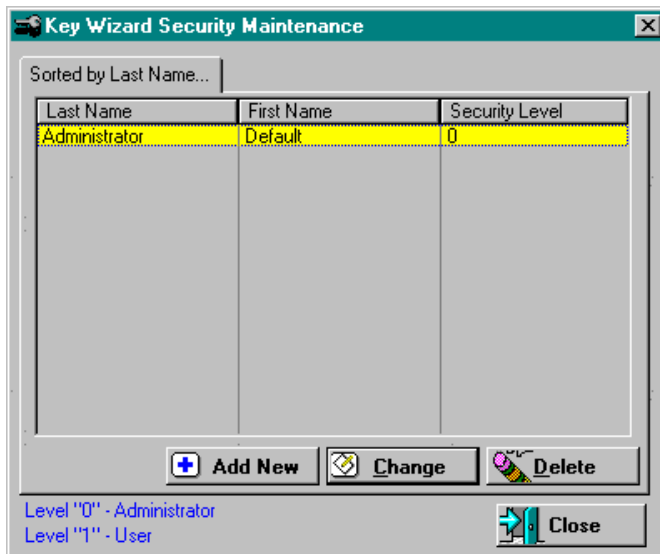 Key Wizard Security Maintenance
Sorted by Last Name...
Last Name First Name Security Level
Administrator Default 0
Add New Change Delete
Level "0" - Administrator
Level "1" - User
Close